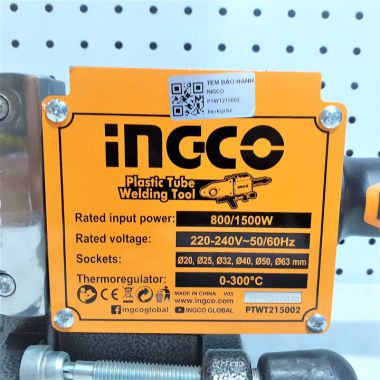 TEM BẢO HÀNH
INGCO
PTWT215002
INGCO
Plastic Tube
Welding Tool
Rated input power: 800/1500W
Rated voltage: 220-240V~50/60Hz
Sockets: Ø20, Ø25, Ø32, Ø40, Ø50, Ø63 mm
Thermoregulator: 0-300°C
MADE IN CHINA V05
www.ingco.com
ingcoglobal INGCO GLOBAL PTWT215002